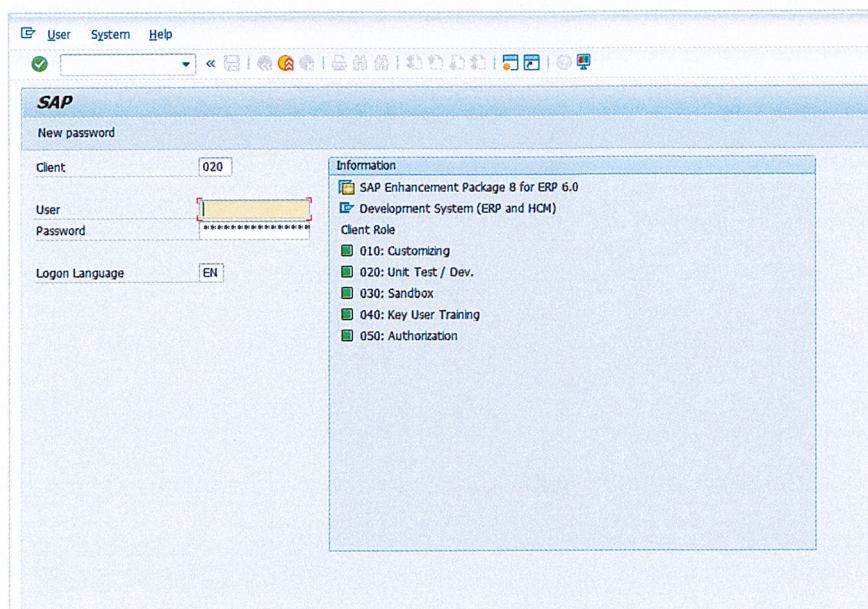 User System Help
SAP
New password
Client 020
User
Password ****************
Logon Language EN
Information
SAP Enhancement Package 8 for ERP 6.0
Development System (ERP and HCM)
Client Role
010: Customizing
020: Unit Test / Dev.
030: Sandbox
040: Key User Training
050: Authorization